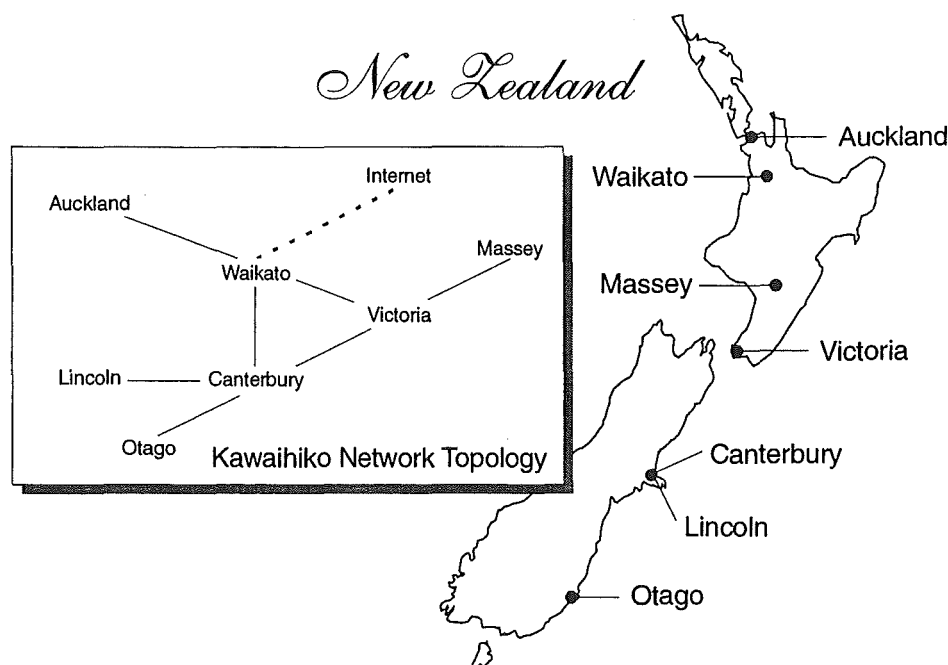 New Zealand
Internet
Auckland
Massey
Waikato
Victoria
Lincoln
Canterbury
Otago
Kawaihiko Network Topology
Auckland
Waikato
Massey
Victoria
Canterbury
Lincoln
Otago